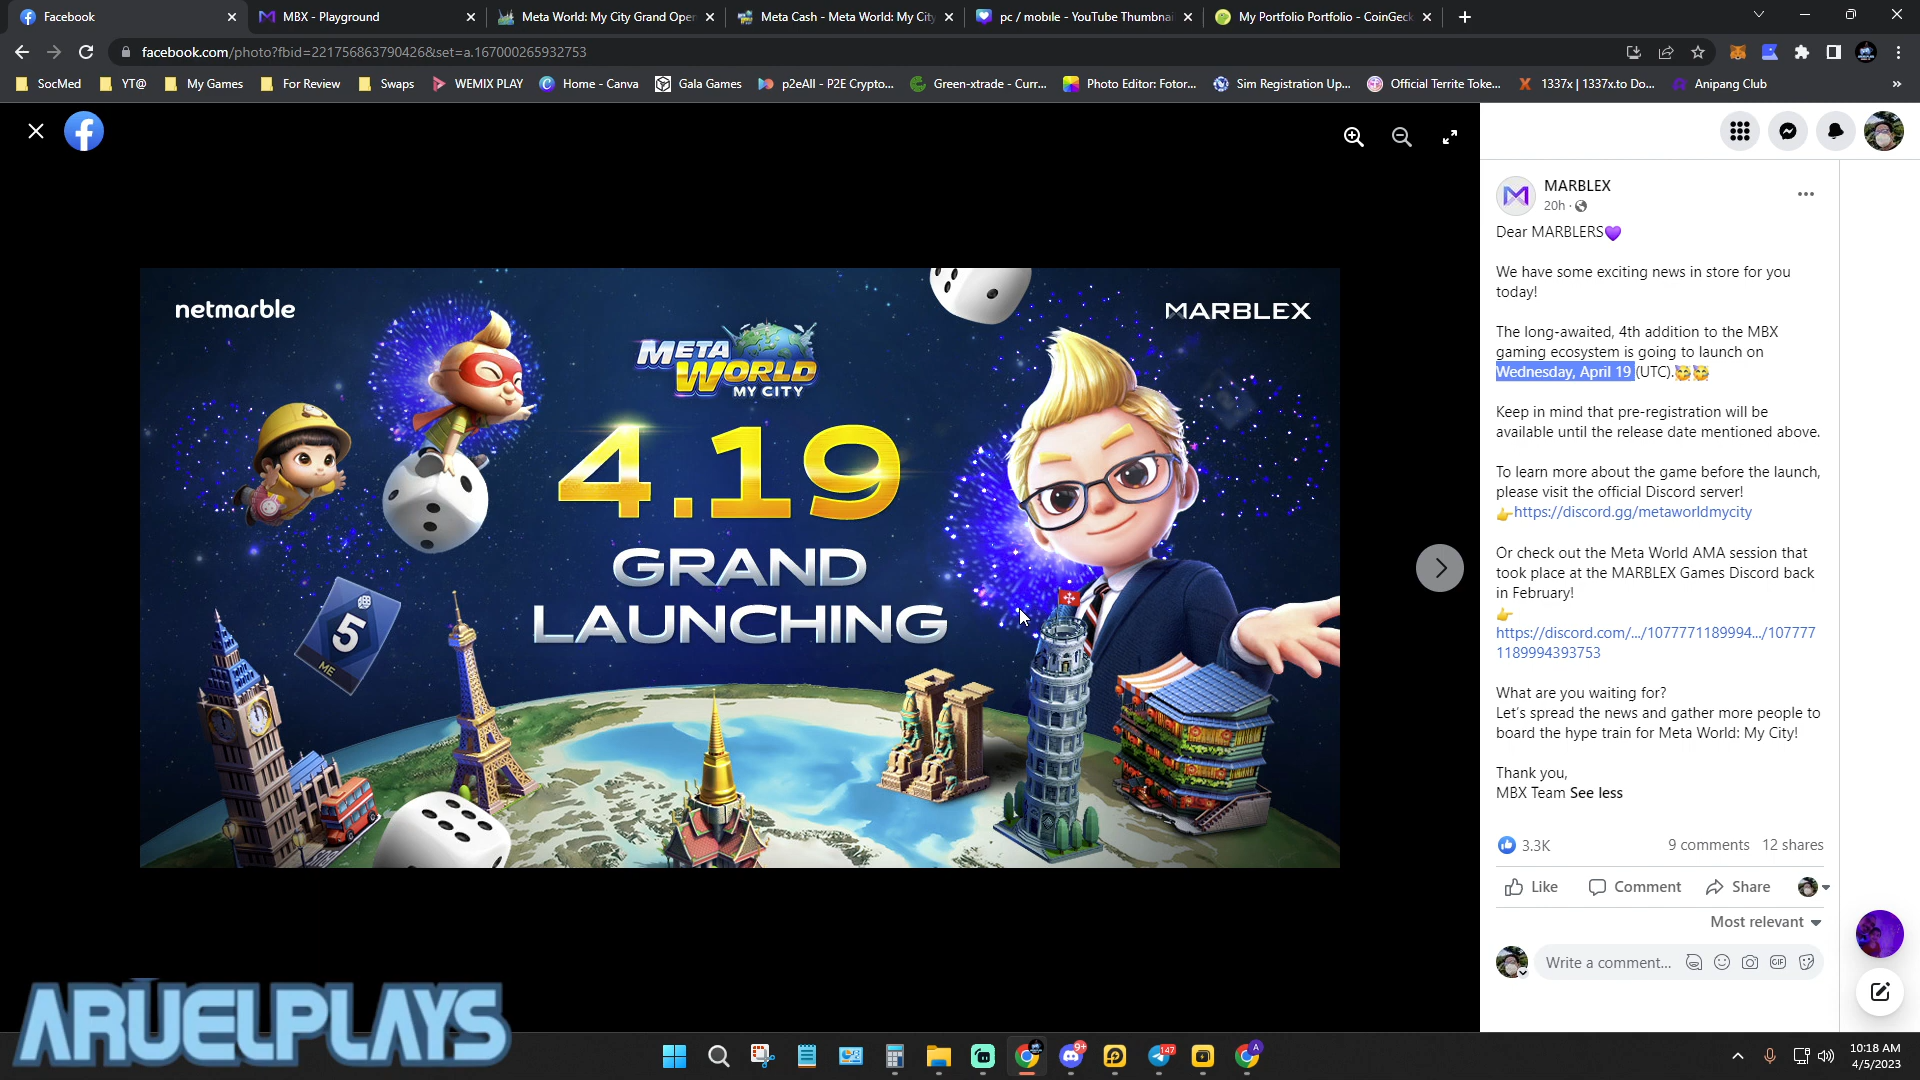 Facebook
MBX - Playground
Meta World: My City Grand Oper
Meta Cash - Meta World: My City
pc / mobile - YouTube Thumbnai
My Portfolio Portfolio - CoinGeck
facebook.com/photo?fbid=221756863790426&set=a.167000265932753
SocMed
YT@
My Games
For Review
Swaps
WEMIX PLAY
Home - Canva
Gala Games
p2eAll - P2E Crypto...
Green-xtrade - Curr...
Photo Editor: Fotor...
Sim Registration Up...
Official Territe Toke...
1337x | 1337x.to Do...
Anipang Club
netmarble
MARBLEX
META WORLD
MY CITY
4.19
GRAND
LAUNCHING
5
ME
MARBLEX
20h
Dear MARBLERS💜
We have some exciting news in store for you
today!
The long-awaited, 4th addition to the MBX
gaming ecosystem is going to launch on
Wednesday, April 19 (UTC).🥰🥰
Keep in mind that pre-registration will be
available until the release date mentioned above.
To learn more about the game before the launch,
please visit the official Discord server!
👉https://discord.gg/metaworldmycity
Or check out the Meta World AMA session that
took place at the MARBLEX Games Discord back
in February!
👉
https://discord.com/.../1077771189994.../107777
1189994393753
What are you waiting for?
Let's spread the news and gather more people to
board the hype train for Meta World: My City!
Thank you,
MBX Team See less
3.3K
9 comments 12 shares
Like
Comment
Share
Most relevant
Write a comment...
GIF
ARUELPLAYS
9+
147
A
10:18 AM
4/5/2023